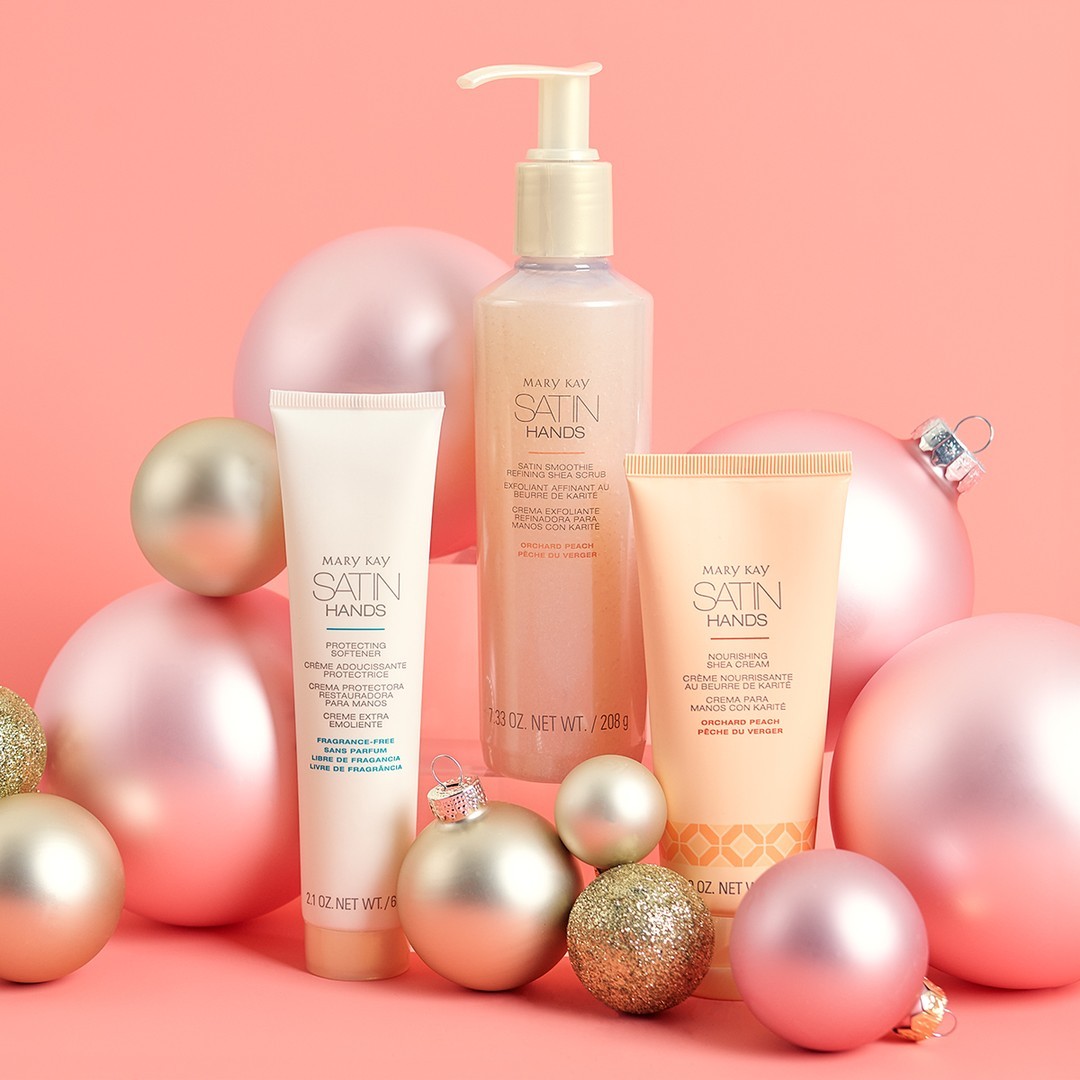 MARY KAY
SATIN
HANDS
PROTECTING
SOFTENER
CRÈME ADOUCISSANTE
PROTECTRICE
CREMA PROTECTORA
RESTAURADORA
PARA MANOS
CREME EXTRA
EMOLIENTE
FRAGRANCE-FREE
SANS PARFUM
LIBRE DE FRAGANCIA
LIVRE DE FRAGRÂNCIA
2.1 OZ. NET WT. / 6
MARY KAY
SATIN
HANDS
SATIN SMOOTHIE
REFINING SHEA SCRUB
EXFOLIANT AFFINANT AU
BEURRE DE KARITÉ
CREMA EXFOLIANTE
REFINADORA PARA
MANOS CON KARITÉ
ORCHARD PEACH
PÊCHE DU VERGER
7.33 OZ. NET WT. / 208 g
MARY KAY
SATIN
HANDS
NOURISHING
SHEA CREAM
CRÈME NOURRISSANTE
AU BEURRE DE KARITÉ
CREMA PARA
MANOS CON KARITÉ
ORCHARD PEACH
PÊCHE DU VERGER
OZ. NET